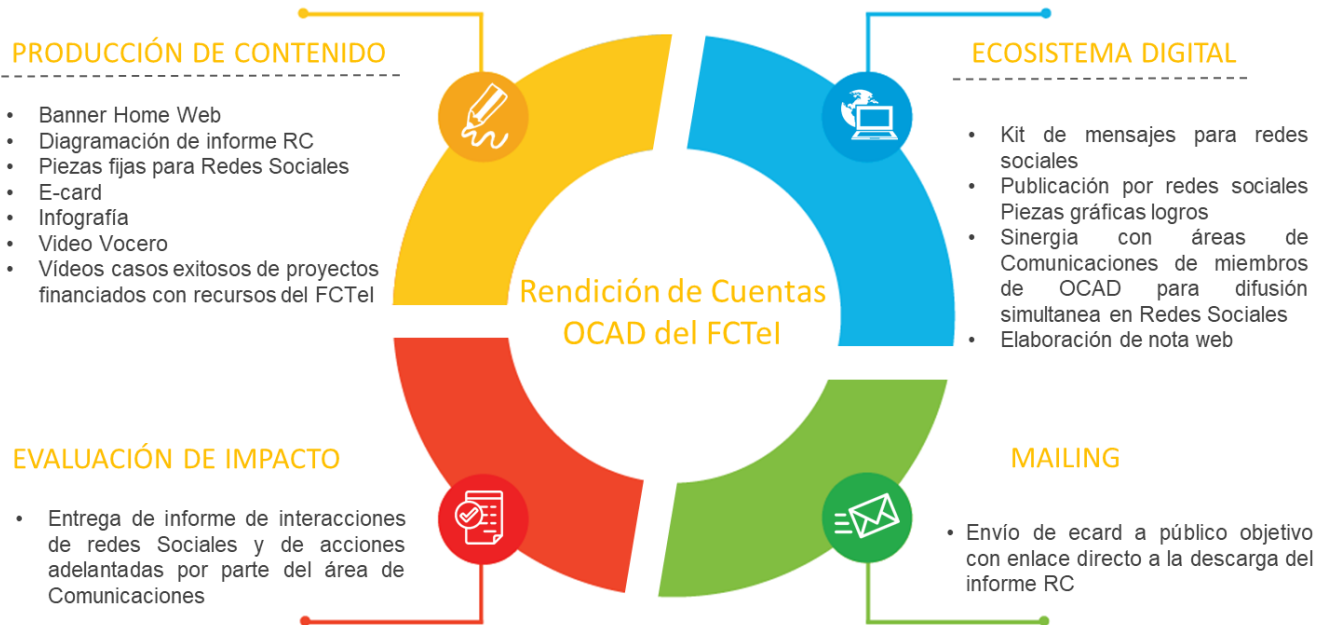 PRODUCCIÓN DE CONTENIDO
• Banner Home Web
• Diagramación de informe RC
• Piezas fijas para Redes Sociales
• E-card
• Infografía
• Video Vocero
• Vídeos casos exitosos de proyectos
financiados con recursos del FCTeI
ECOSISTEMA DIGITAL
• Kit de mensajes para redes
sociales
• Publicación por redes sociales
Piezas gráficas logros
• Sinergia con áreas de
Comunicaciones de miembros
de OCAD para difusión
simultanea en Redes Sociales
• Elaboración de nota web
Rendición de Cuentas
OCAD del FCTeI
EVALUACIÓN DE IMPACTO
• Entrega de informe de interacciones
de redes Sociales y de acciones
adelantadas por parte del área de
Comunicaciones
MAILING
• Envío de ecard a público objetivo
con enlace directo a la descarga del
informe RC